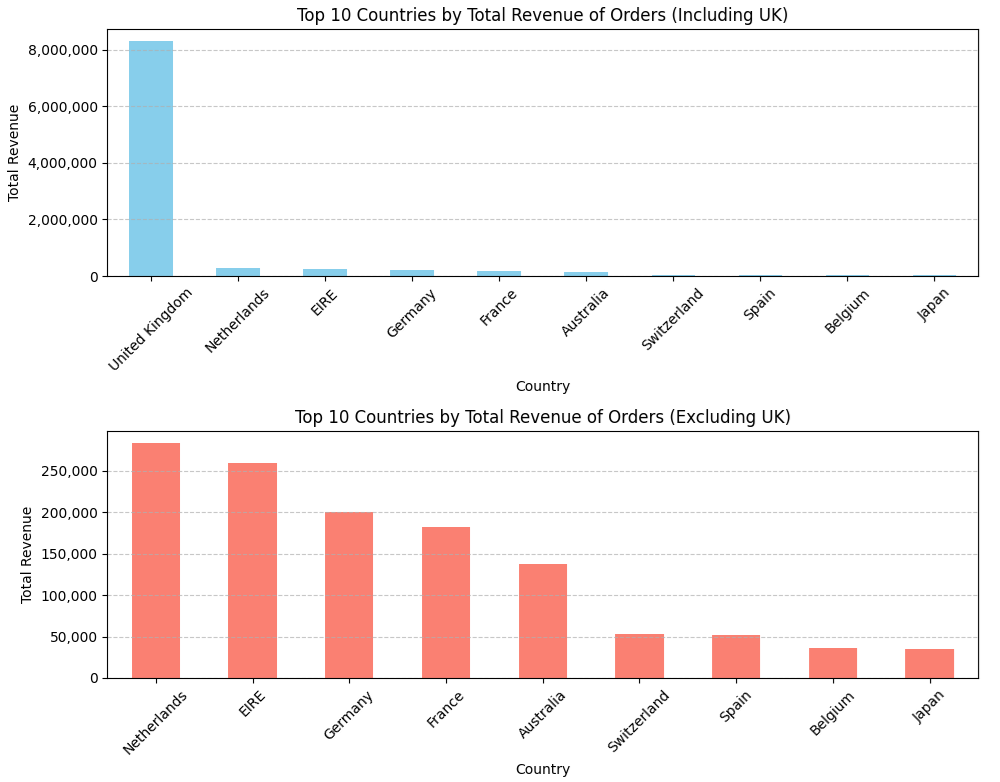 Top 10 Countries by Total Revenue of Orders (Including UK)
Total Revenue
8,000,000
6,000,000
4,000,000
2,000,000
0
United Kingdom
Netherlands
EIRE
Germany
France
Australia
Switzerland
Spain
Belgium
Japan
Country
Top 10 Countries by Total Revenue of Orders (Excluding UK)
Total Revenue
250,000
200,000
150,000
100,000
50,000
0
Netherlands
EIRE
Germany
France
Australia
Switzerland
Spain
Belgium
Japan
Country